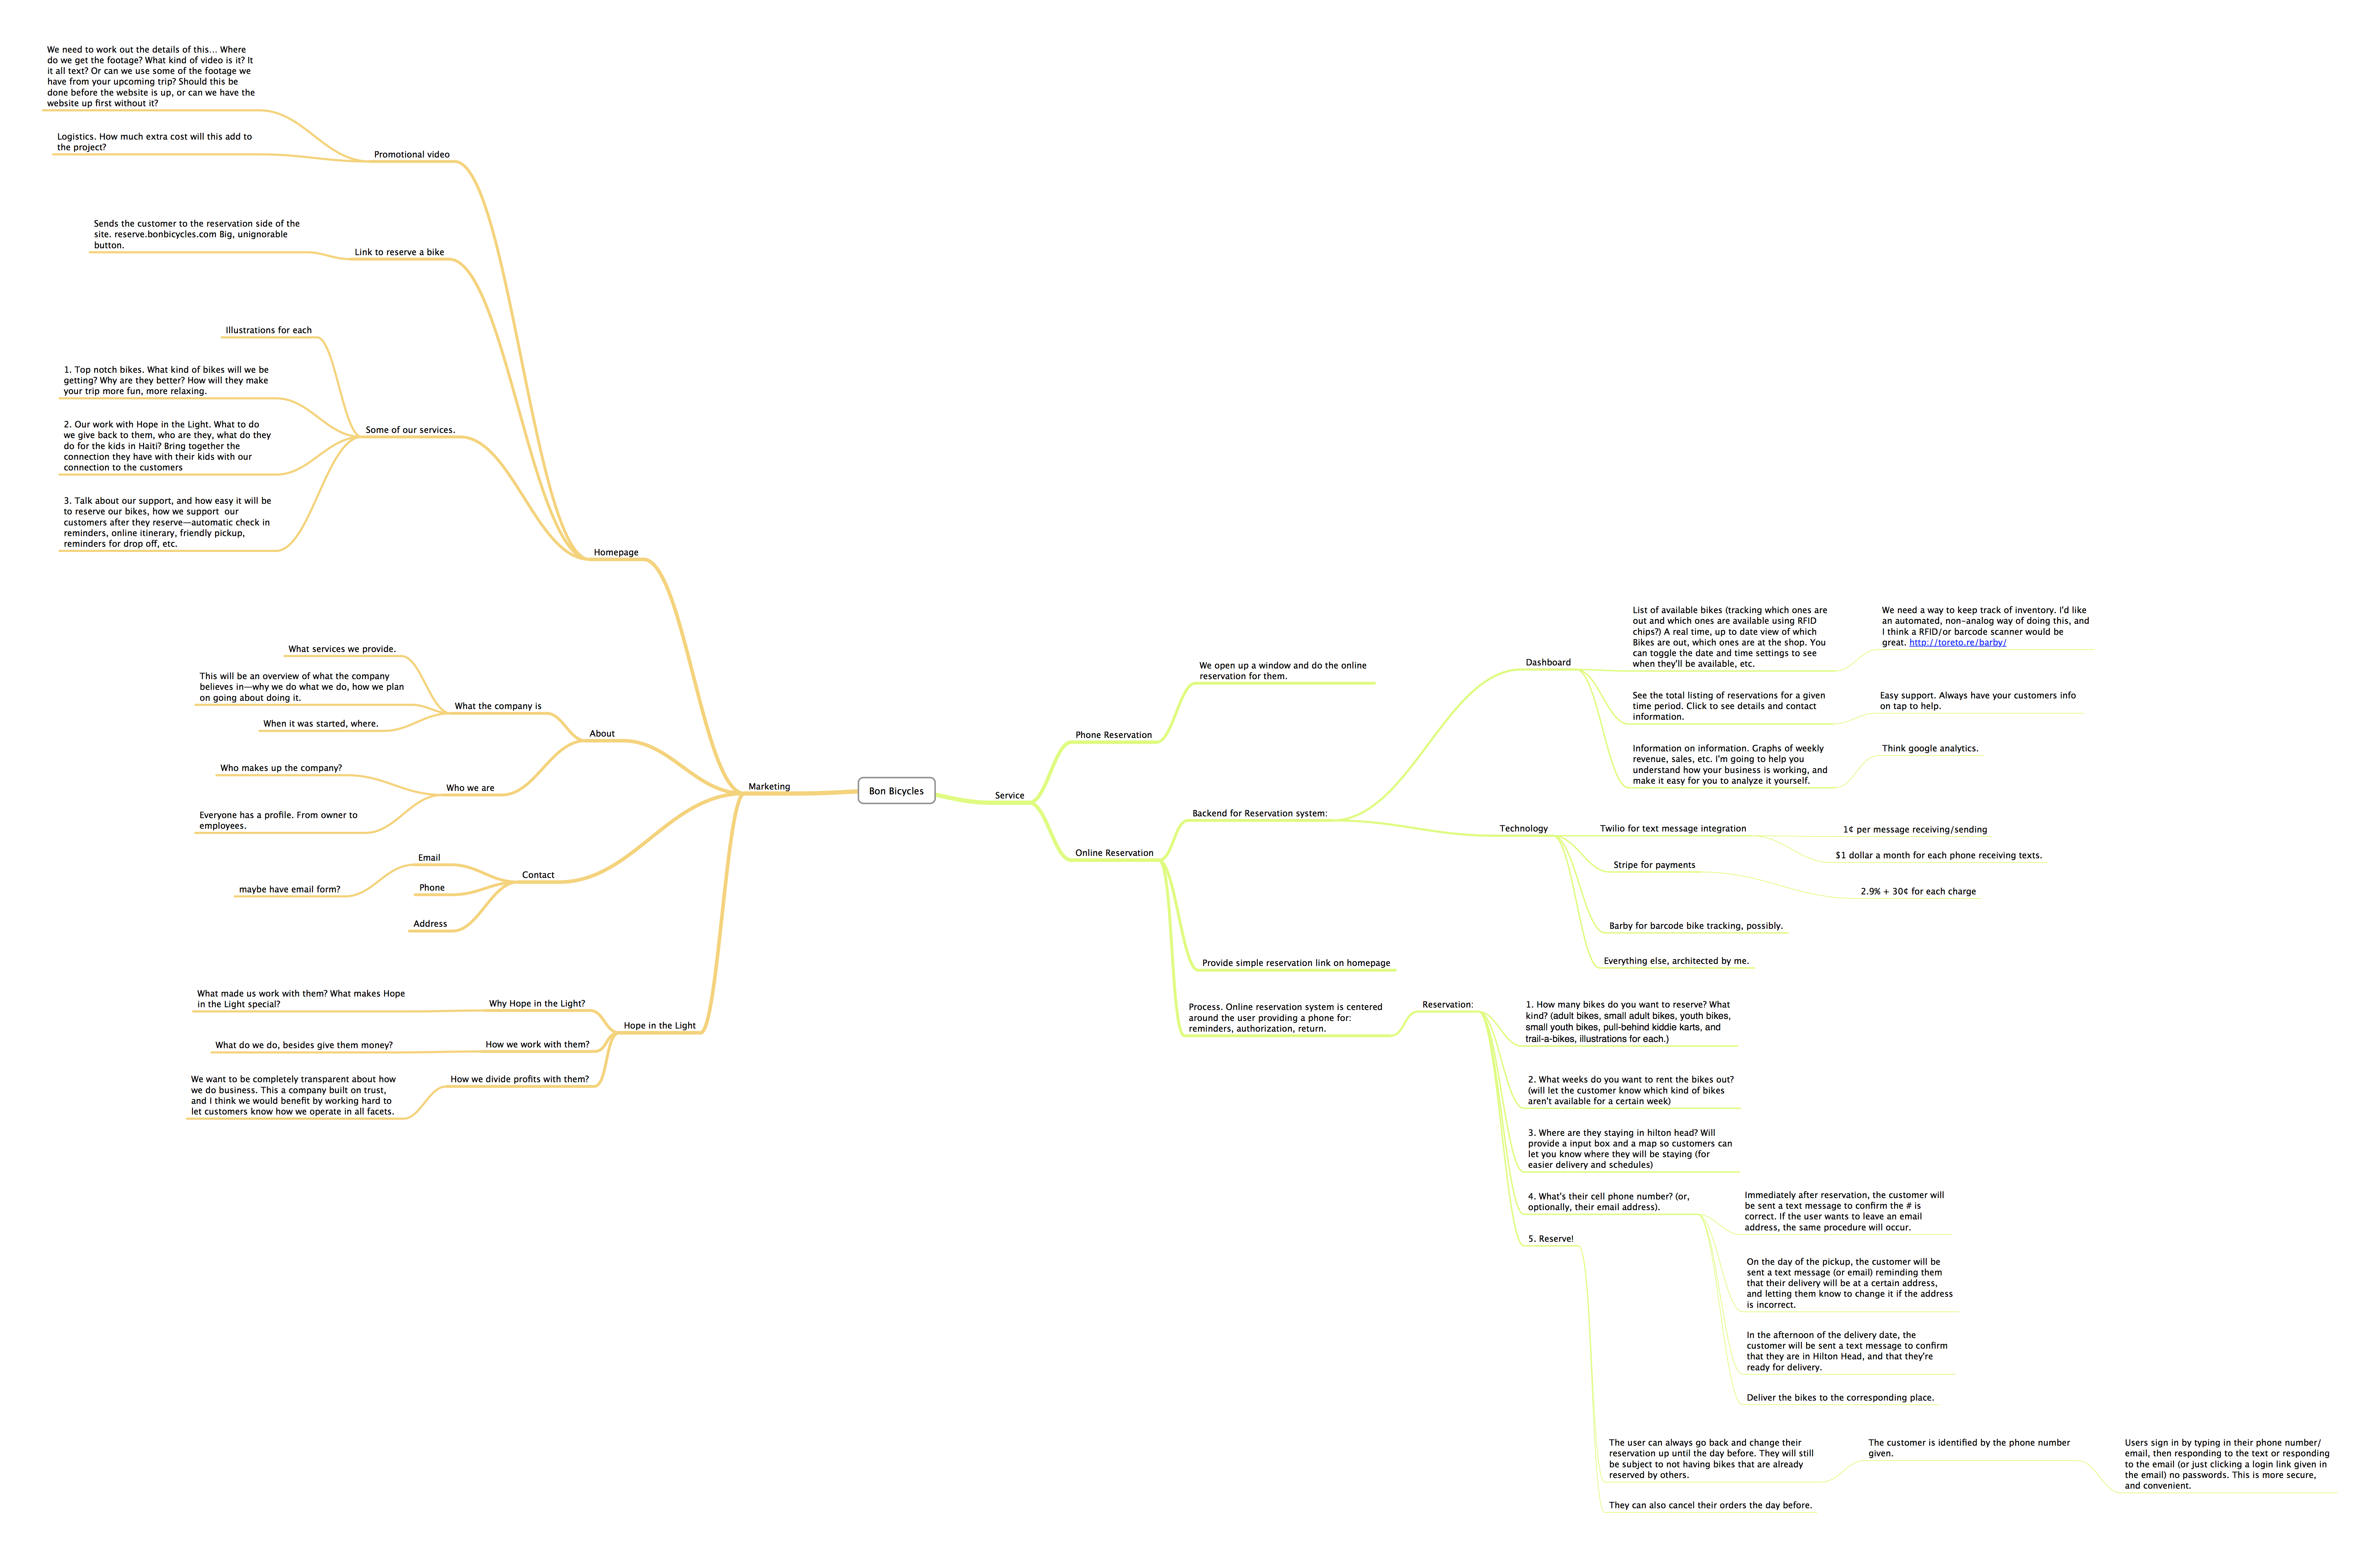 We need to work out the details of this... Where
do we get the footage? What kind of video is it? It
it all text? Or can we use some of the footage we
have from your upcoming trip? Should this be
done before the website is up, or can we have the
website up first without it?
Logistics. How much extra cost will this add to
the project?
Promotional video
Sends the customer to the reservation side of the
site. reserve.bonbicycles.com Big, unignorable
button.
Link to reserve a bike
Illustrations for each
1. Top notch bikes. What kind of bikes will we be
getting? Why are they better? How will they make
your trip more fun, more relaxing.
2. Our work with Hope in the Light. What to do
we give back to them, who are they, what do they
do for the kids in Haiti? Bring together the
connection they have with their kids with our
connection to the customers
3. Talk about our support, and how easy it will be
to reserve our bikes, how we support  our
customers after they reserve—automatic check in
reminders, online itinerary, friendly pickup,
reminders for drop off, etc.
Some of our services.
Homepage
What services we provide.
This will be an overview of what the company
believes in—why we do what we do, how we plan
on going about doing it.
When it was started, where.
What the company is
Who makes up the company?
Everyone has a profile. From owner to
employees.
Who we are
About
maybe have email form?
Email
Phone
Address
Contact
What made us work with them? What makes Hope
in the Light special?
Why Hope in the Light?
What do we do, besides give them money?
How we work with them?
We want to be completely transparent about how
we do business. This a company built on trust,
and I think we would benefit by working hard to
let customers know how we operate in all facets.
How we divide profits with them?
Hope in the Light
Marketing
Bon Bicycles
Service
Phone Reservation
We open up a window and do the online
reservation for them.
Online Reservation
Backend for Reservation system:
Dashboard
List of available bikes (tracking which ones are
out and which ones are available using RFID
chips?) A real time, up to date view of which
Bikes are out, which ones are at the shop. You
can toggle the date and time settings to see
when they'll be available, etc.
We need a way to keep track of inventory. I'd like
an automated, non-analog way of doing this, and
I think a RFID/or barcode scanner would be
great. http://toreto.re/barby/
See the total listing of reservations for a given
time period. Click to see details and contact
information.
Easy support. Always have your customers info
on tap to help.
Information on information. Graphs of weekly
revenue, sales, etc. I'm going to help you
understand how your business is working, and
make it easy for you to analyze it yourself.
Think google analytics.
Technology
Twilio for text message integration
1¢ per message receiving/sending
$1 dollar a month for each phone receiving texts.
Stripe for payments
2.9% + 30¢ for each charge
Barby for barcode bike tracking, possibly.
Everything else, architected by me.
Provide simple reservation link on homepage
Process. Online reservation system is centered
around the user providing a phone for:
reminders, authorization, return.
Reservation:
1. How many bikes do you want to reserve? What
kind? (adult bikes, small adult bikes, youth bikes,
small youth bikes, pull-behind kiddie karts, and
trail-a-bikes, illustrations for each.)
2. What weeks do you want to rent the bikes out?
(will let the customer know which kind of bikes
aren't available for a certain week)
3. Where are they staying in hilton head? Will
provide a input box and a map so customers can
let you know where they will be staying (for
easier delivery and schedules)
4. What's their cell phone number? (or,
optionally, their email address).
Immediately after reservation, the customer will
be sent a text message to confirm the # is
correct. If the user wants to leave an email
address, the same procedure will occur.
On the day of the pickup, the customer will be
sent a text message (or email) reminding them
that their delivery will be at a certain address,
and letting them know to change it if the address
is incorrect.
In the afternoon of the delivery date, the
customer will be sent a text message to confirm
that they are in Hilton Head, and that they're
ready for delivery.
Deliver the bikes to the corresponding place.
5. Reserve!
The user can always go back and change their
reservation up until the day before. They will still
be subject to not having bikes that are already
reserved by others.
The customer is identified by the phone number
given.
Users sign in by typing in their phone number/
email, then responding to the text or responding
to the email (or just clicking a login link given in
the email) no passwords. This is more secure,
and convenient.
They can also cancel their orders the day before.